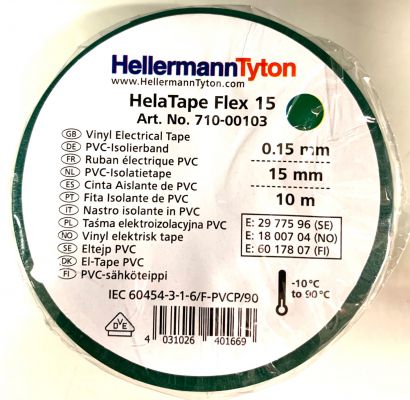 HellermannTyton
www.HellermannTyton.com
HelaTape Flex 15
Art. No. 710-00103
GB Vinyl Electrical Tape
DE PVC-Isolierband
FR Ruban électrique PVC
NL PVC-Isolatietape
ES Cinta Aislante de PVC
PT Fita Isolante de PVC
IT Nastro isolante in PVC
PL Taśma elektroizolacyjna PVC
NO Vinyl elektrisk tape
SE Eltejp PVC
DK El-Tape PVC
FI PVC-sähköteippi
0.15 mm
15 mm
10 m
E: 29 775 96 (SE)
E: 18 007 04 (NO)
E: 60 178 07 (FI)
-10°C
to 90°C
IEC 60454-3-1-6/F-PVCP/90
DVE
4 031026 401669